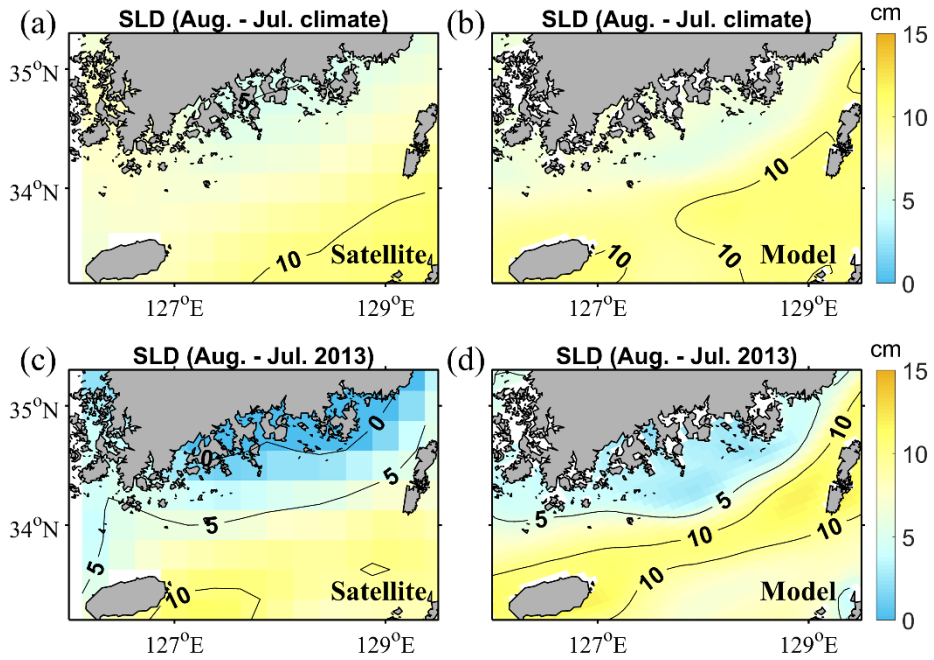 (a) SLD (Aug. - Jul. climate) (b) SLD (Aug. - Jul. climate) cm
35°N 5 15
10
34°N 10
10 Satellite 10 10 Model 5
0
127°E 129°E 127°E 129°E
(c) SLD (Aug. - Jul. 2013) (d) SLD (Aug. - Jul. 2013) cm
15
35°N 0 0 10
5 10
34°N 5 5 10 10
5 10 5
10 Satellite 10 Model 0
127°E 129°E 127°E 129°E